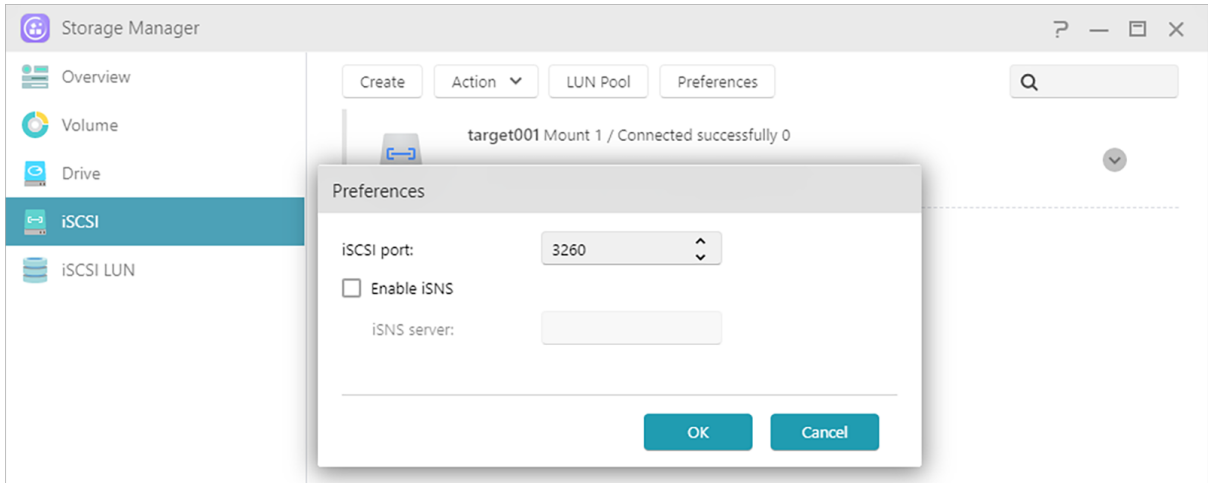 Storage Manager
Overview
Volume
Drive
iSCSI
iSCSI LUN
Create Action LUN Pool Preferences
target001 Mount 1 / Connected successfully 0
Preferences
iSCSI port: 3260
Enable iSNS
iSNS server:
OK Cancel